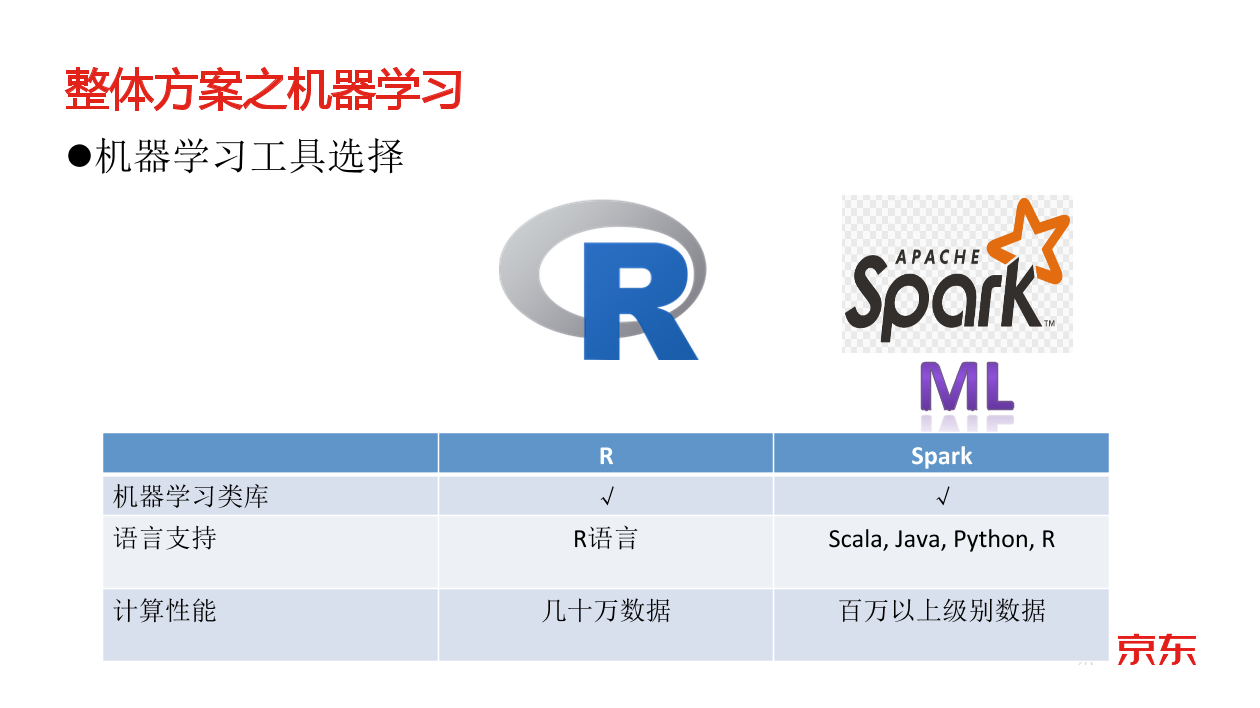 整体方案之机器学习
●机器学习工具选择
R
APACHE
Spark™
ML
R Spark
机器学习类库 √ √
语言支持 R语言 Scala, Java, Python, R
计算性能 几十万数据 百万以上级别数据
京东